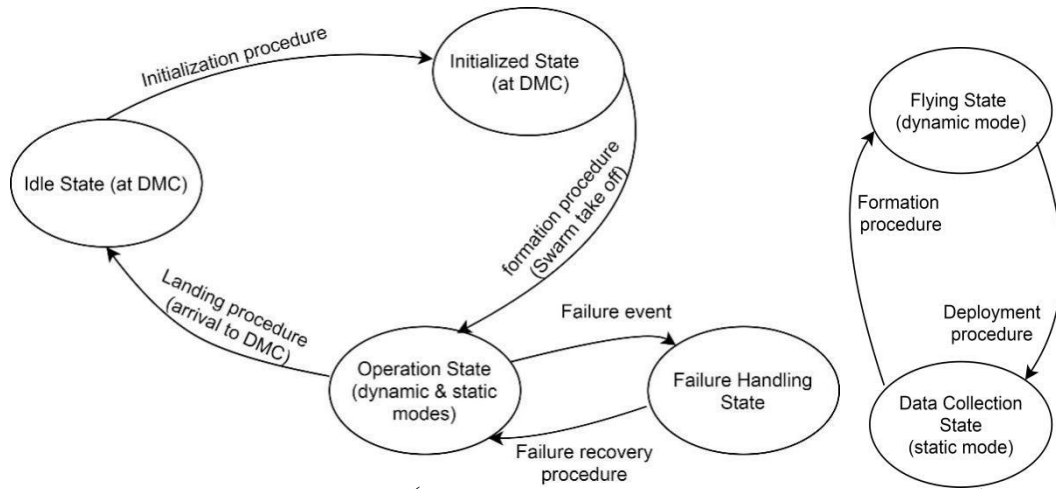 Initialization procedure
Initialized State
(at DMC)
Idle State (at DMC)
formation procedure
(Swarm take off)
Landing procedure
(arrival to DMC)
Operation State
(dynamic & static
modes)
Failure event
Failure Handling
State
Failure recovery
procedure
Flying State
(dynamic mode)
Formation
procedure
Deployment
procedure
Data Collection
State
(static mode)